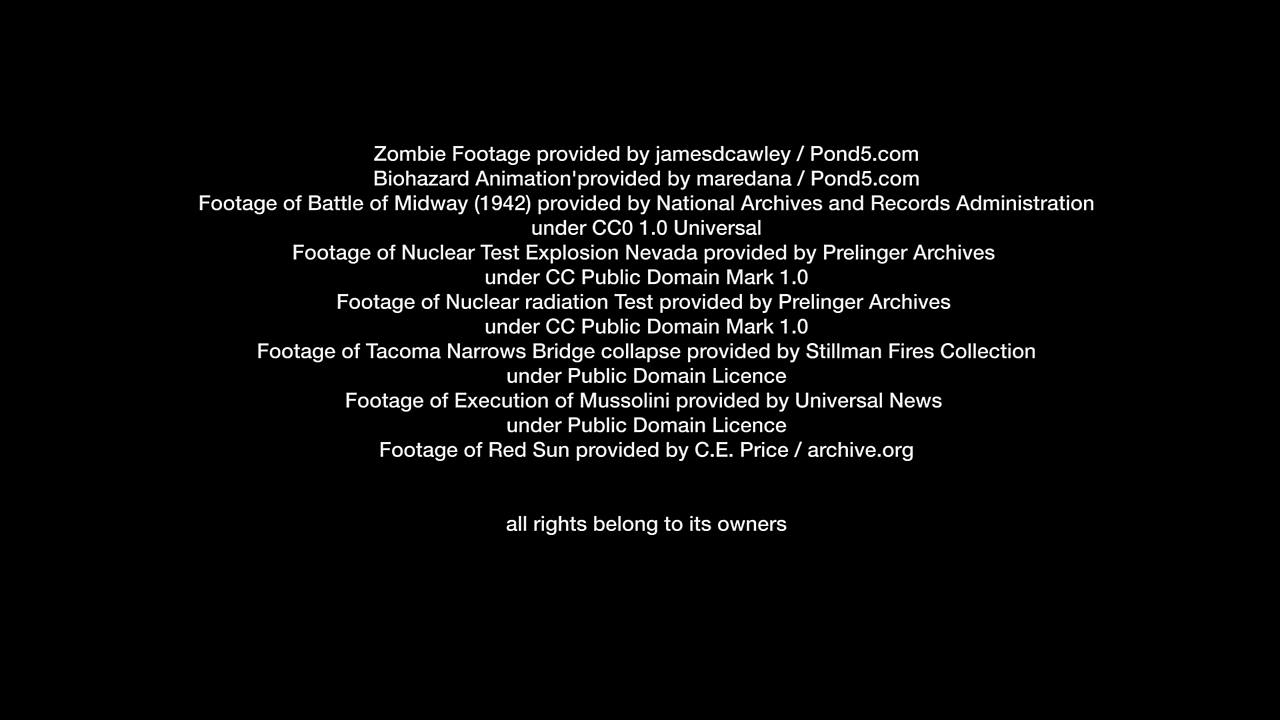 Zombie Footage provided by jamesdcawley / Pond5.com
Biohazard Animation'provided by maredana / Pond5.com
Footage of Battle of Midway (1942) provided by National Archives and Records Administration
under CC0 1.0 Universal
Footage of Nuclear Test Explosion Nevada provided by Prelinger Archives
under CC Public Domain Mark 1.0
Footage of Nuclear radiation Test provided by Prelinger Archives
under CC Public Domain Mark 1.0
Footage of Tacoma Narrows Bridge collapse provided by Stillman Fires Collection
under Public Domain Licence
Footage of Execution of Mussolini provided by Universal News
under Public Domain Licence
Footage of Red Sun provided by C.E. Price / archive.org
all rights belong to its owners